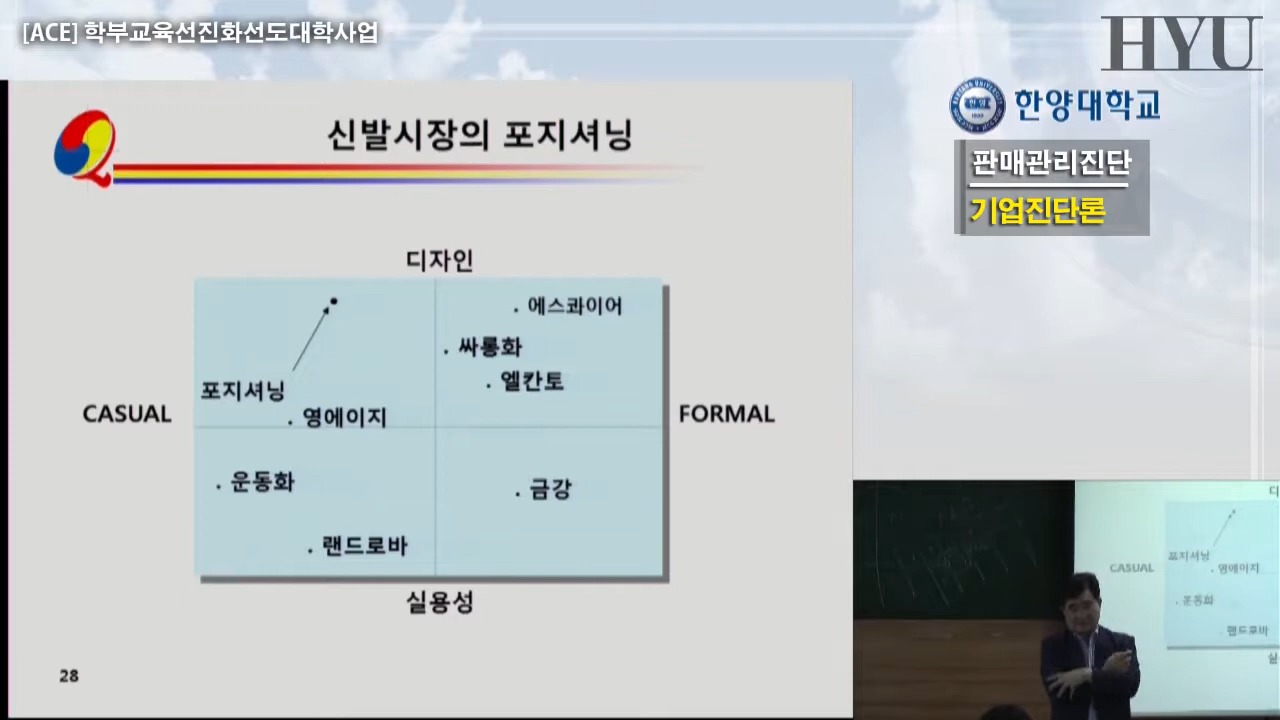 [ACE] 학부교육선진화선도대학사업
HYU
한양대학교
판매관리진단
기업진단론
신발시장의 포지셔닝
디자인
. 에스콰이어
. 싸롱화
. 엘칸토
포지셔닝
. 영에이지
CASUAL
FORMAL
. 운동화
. 금강
. 랜드로바
실용성
28
디
포지셔닝
CASUAL
. 영에이지
. 운동화
. 랜드로바
실